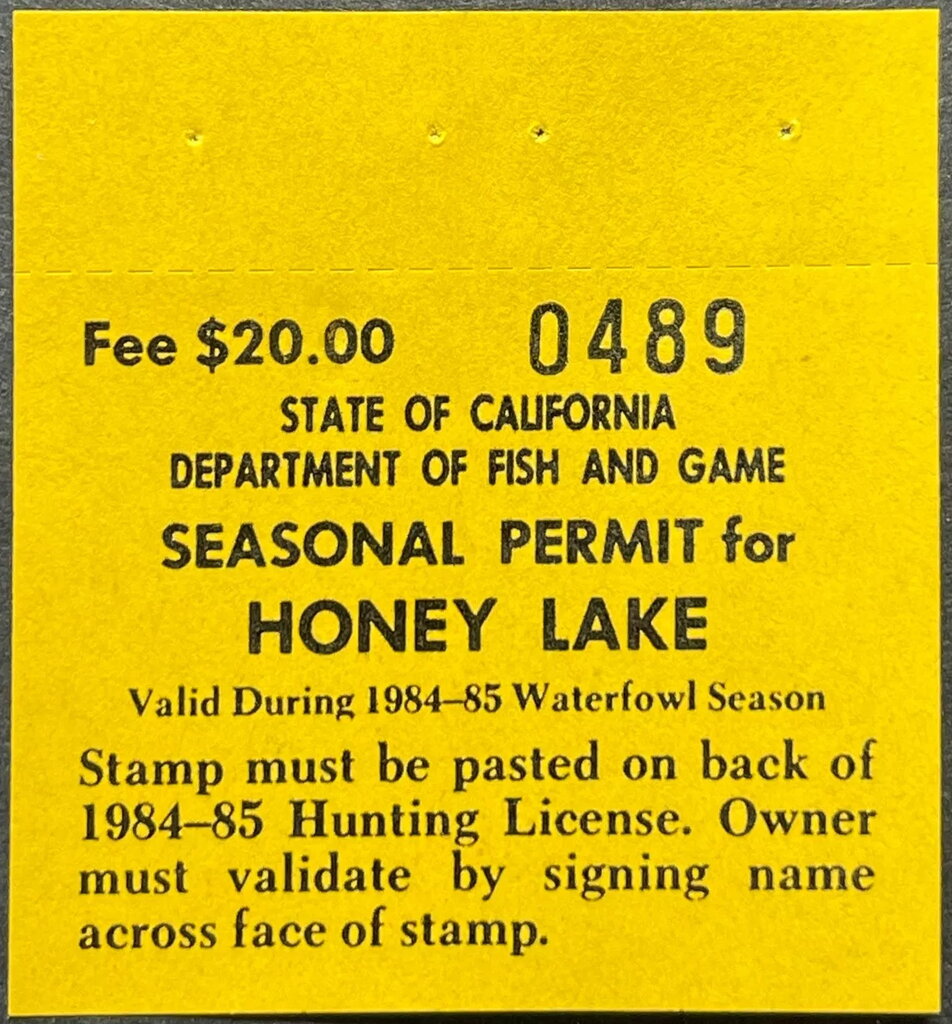 Fee $20.00 0489
STATE OF CALIFORNIA
DEPARTMENT OF FISH AND GAME
SEASONAL PERMIT for
HONEY LAKE
Valid During 1984–85 Waterfowl Season
Stamp must be pasted on back of
1984–85 Hunting License. Owner
must validate by signing name
across face of stamp.